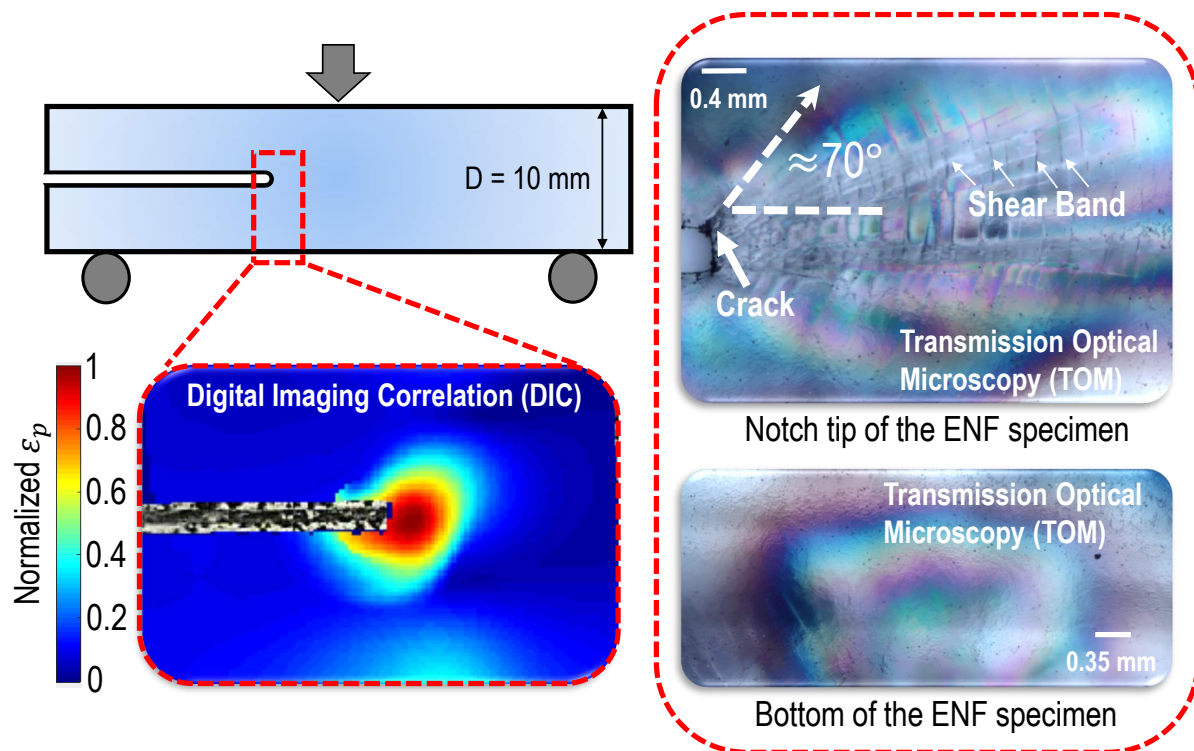 D = 10 mm
Normalized εp
1
0.8
0.6
0.4
0.2
0
Digital Imaging Correlation (DIC)
0.4 mm
≈70°
Shear Band
Crack
Transmission Optical
Microscopy (TOM)
Notch tip of the ENF specimen
Transmission Optical
Microscopy (TOM)
0.35 mm
Bottom of the ENF specimen